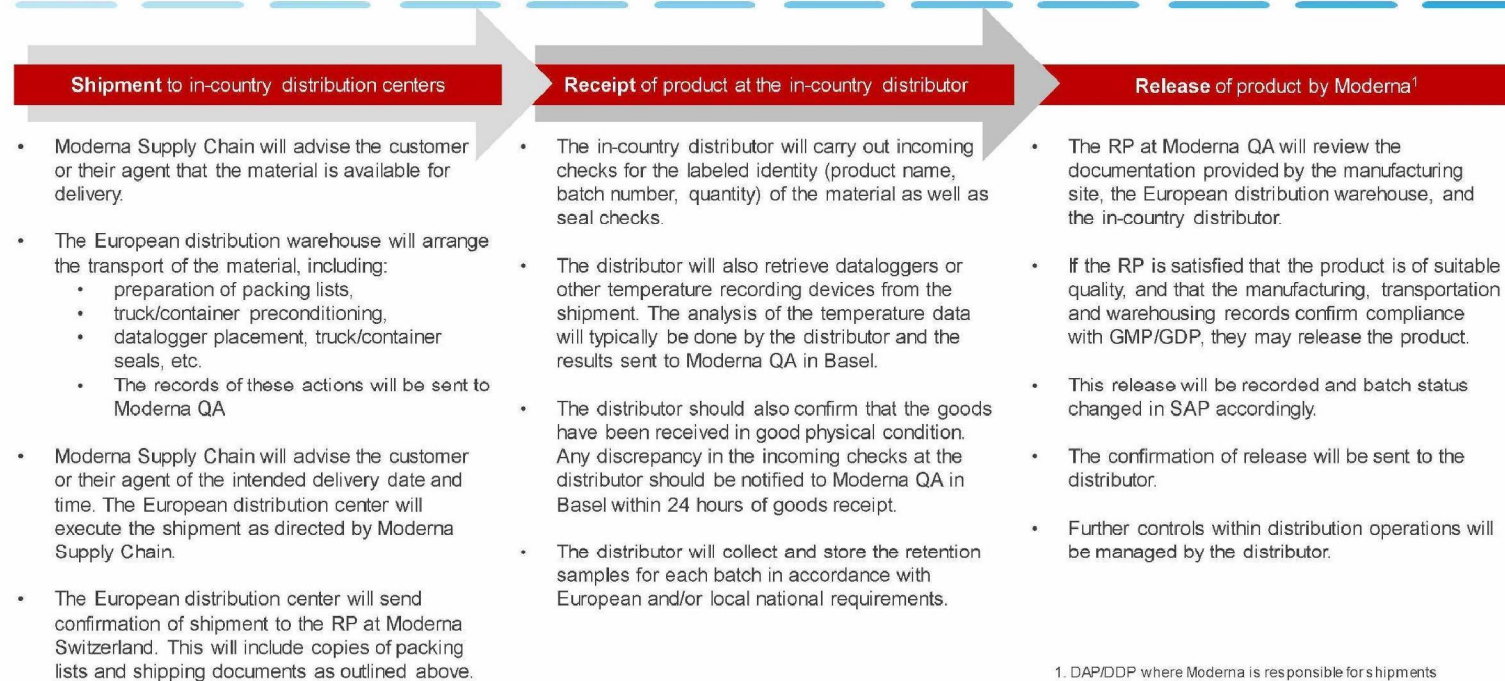 Shipment to in-country distribution centers
• Moderna Supply Chain will advise the customer
or their agent that the material is available for
delivery.
• The European distribution warehouse will arrange
the transport of the material, including:
• preparation of packing lists,
• truck/container preconditioning,
• datalogger placement, truck/container
seals, etc.
• The records of these actions will be sent to
Moderna QA
• Moderna Supply Chain will advise the customer
or their agent of the intended delivery date and
time. The European distribution center will
execute the shipment as directed by Moderna
Supply Chain.
• The European distribution center will send
confirmation of shipment to the RP at Moderna
Switzerland. This will include copies of packing
lists and shipping documents as outlined above.
Receipt of product at the in-country distributor
• The in-country distributor will carry out incoming
checks for the labeled identity (product name,
batch number, quantity) of the material as well as
seal checks.
• The distributor will also retrieve dataloggers or
other temperature recording devices from the
shipment. The analysis of the temperature data
will typically be done by the distributor and the
results sent to Moderna QA in Basel.
• The distributor should also confirm that the goods
have been received in good physical condition.
Any discrepancy in the incoming checks at the
distributor should be notified to Moderna QA in
Basel within 24 hours of goods receipt.
• The distributor will collect and store the retention
samples for each batch in accordance with
European and/or local national requirements.
Release of product by Moderna¹
• The RP at Moderna QA will review the
documentation provided by the manufacturing
site, the European distribution warehouse, and
the in-country distributor.
• If the RP is satisfied that the product is of suitable
quality, and that the manufacturing, transportation
and warehousing records confirm compliance
with GMP/GDP, they may release the product.
• This release will be recorded and batch status
changed in SAP accordingly.
• The confirmation of release will be sent to the
distributor.
• Further controls within distribution operations will
be managed by the distributor.
1. DAP/DDP where Moderna is responsible for shipments